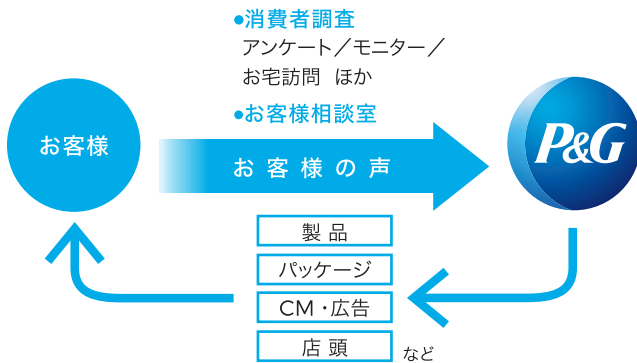 ●消費者調査
アンケート／モニター／
お宅訪問 ほか
●お客様相談室
お客様
お客様の声
P&G
製品
パッケージ
CM・広告
店頭
など